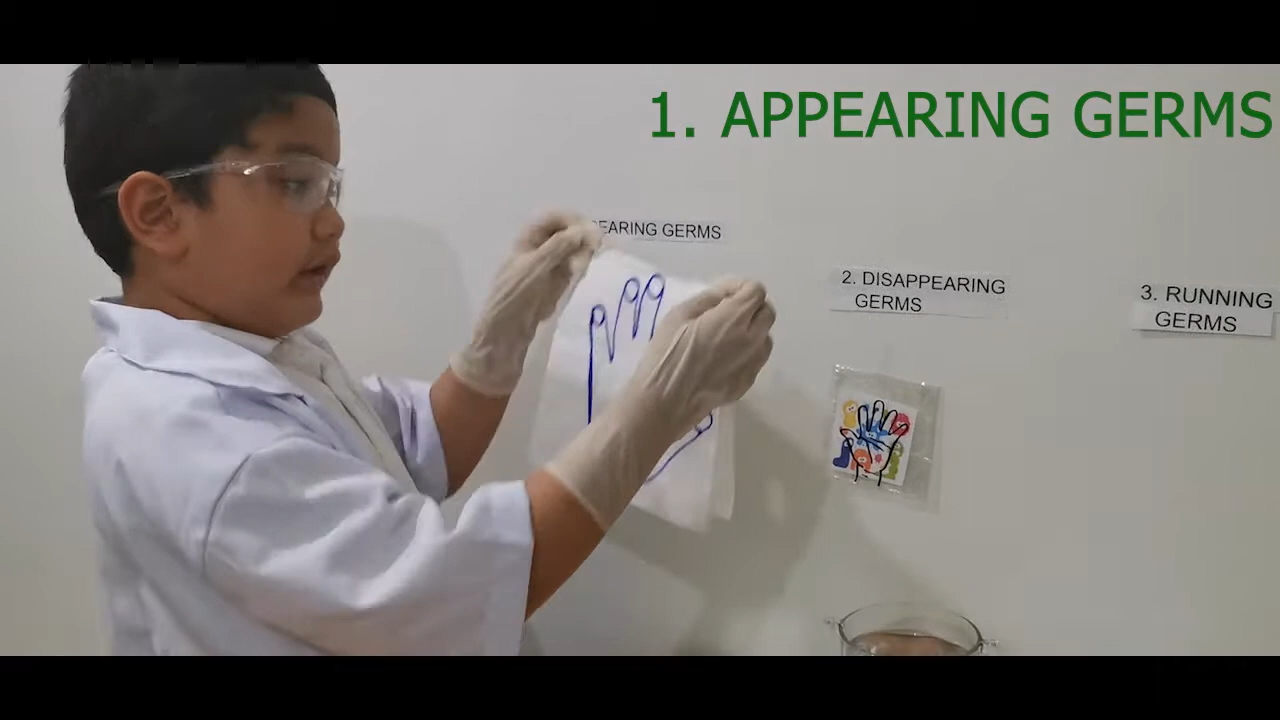 1. APPEARING GERMS
EARING GERMS
2. DISAPPEARING
GERMS
3. RUNNING
GERMS